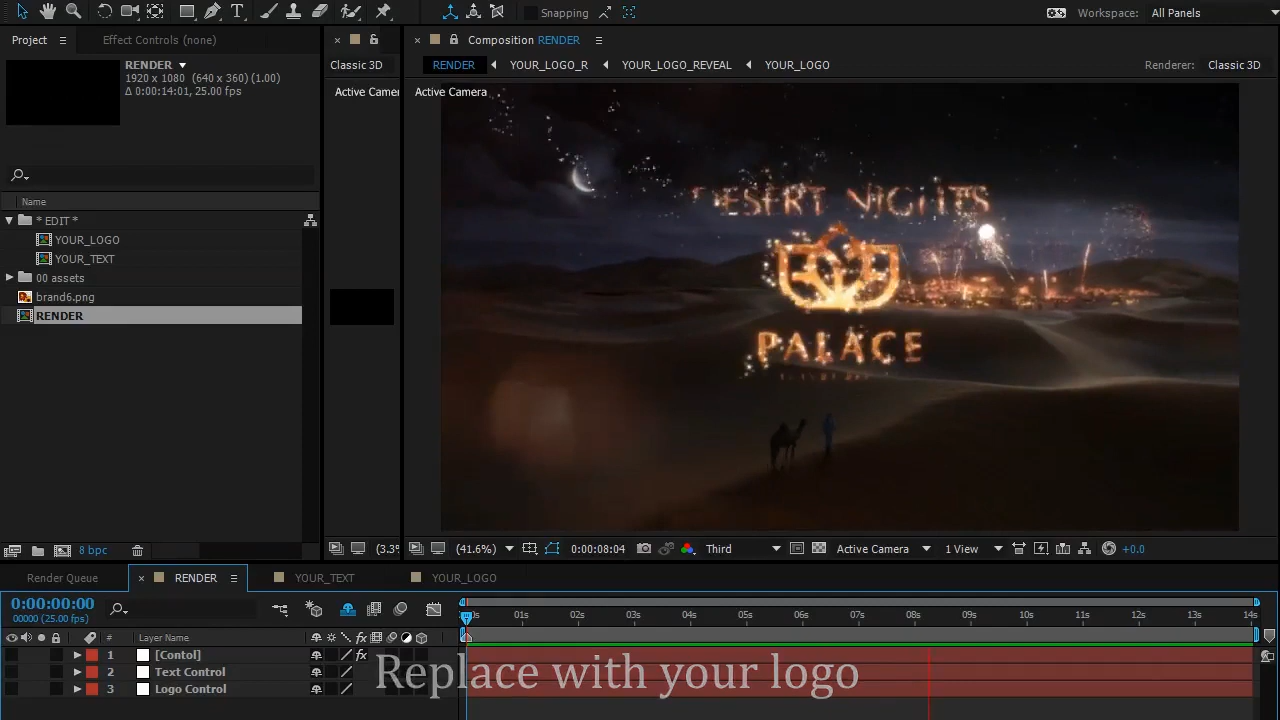 Snapping
Workspace: All Panels
Project
Effect Controls (none)
Composition RENDER
RENDER
1920 x 1080 (640 x 360) (1.00)
Δ 0:00:14:01, 25.00 fps
Classic 3D
RENDER
YOUR_LOGO_R
YOUR_LOGO_REVEAL
YOUR_LOGO
Renderer: Classic 3D
Active Camer
Active Camera
DESERT NIGHTS
PALACE
Name
* EDIT *
YOUR_LOGO
YOUR_TEXT
00 assets
brand6.png
RENDER
8 bpc
(3.3%
(41.6%)
0:00:08:04
Third
Active Camera
1 View
+0.0
Render Queue
RENDER
YOUR_TEXT
YOUR_LOGO
0:00:00:00
00000 (25.00 fps)
01s 02s 03s 04s 05s 06s 07s 08s 09s 10s 11s 12s 13s 14s
# Layer Name
1 [Contol]
2 Text Control
3 Logo Control
Replace with your logo